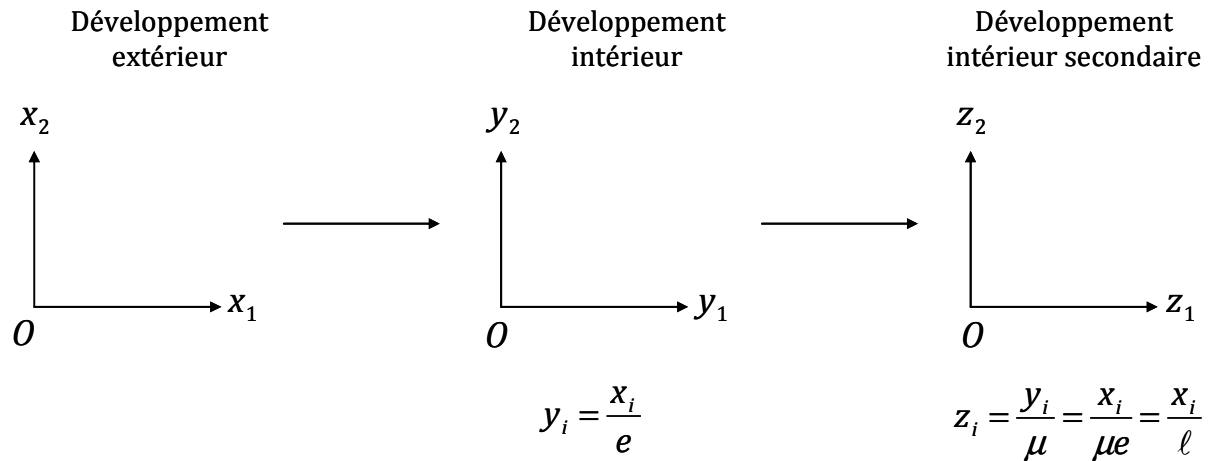 Développement
extérieur
Développement
intérieur
Développement
intérieur secondaire
x₂
y₂
z₂
x₁
y₁
z₁
O
O
O
yᵢ = xᵢ / e
zᵢ = yᵢ / μ = xᵢ / μe = xᵢ / ℓ